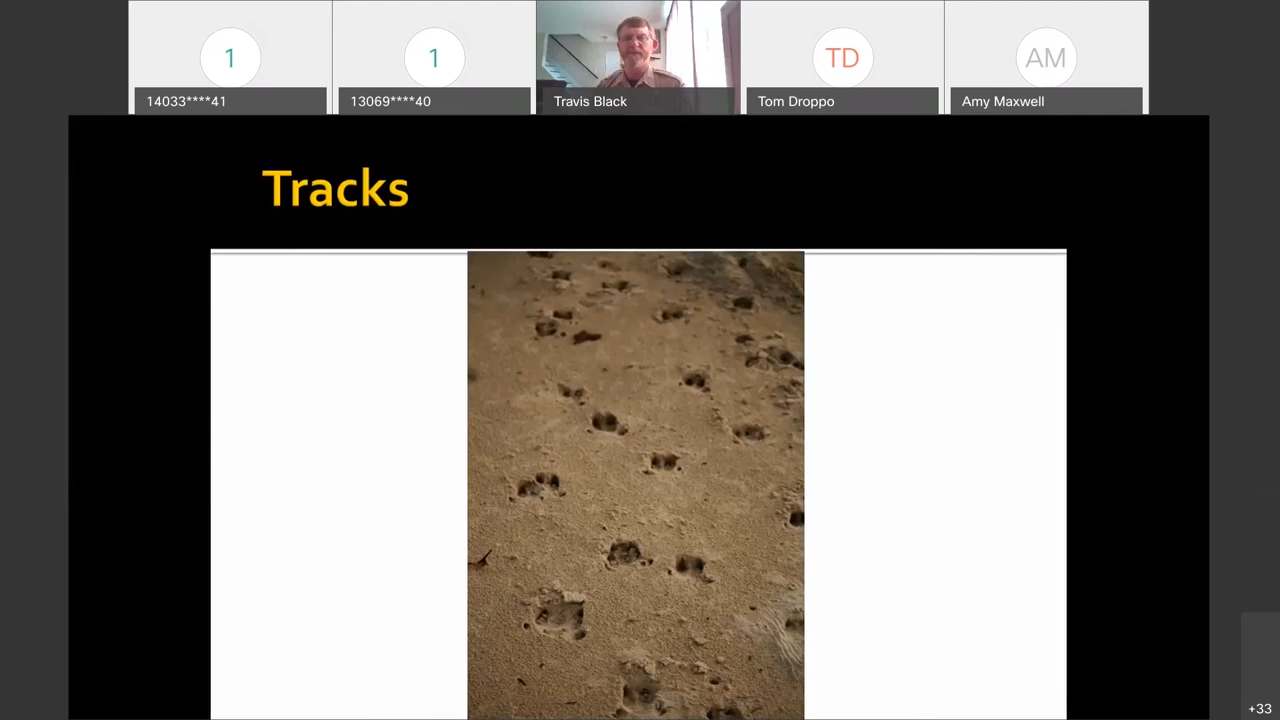 1
1
TD
AM
14033****41
13069****40
Travis Black
Tom Droppo
Amy Maxwell
Tracks
+33